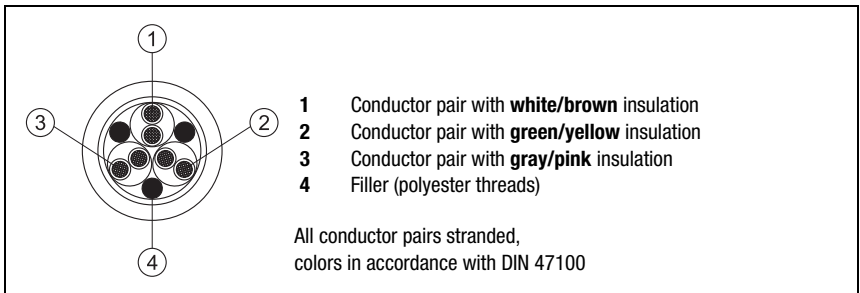 1
3
2
4
1 Conductor pair with white/brown insulation
2 Conductor pair with green/yellow insulation
3 Conductor pair with gray/pink insulation
4 Filler (polyester threads)
All conductor pairs stranded,
colors in accordance with DIN 47100